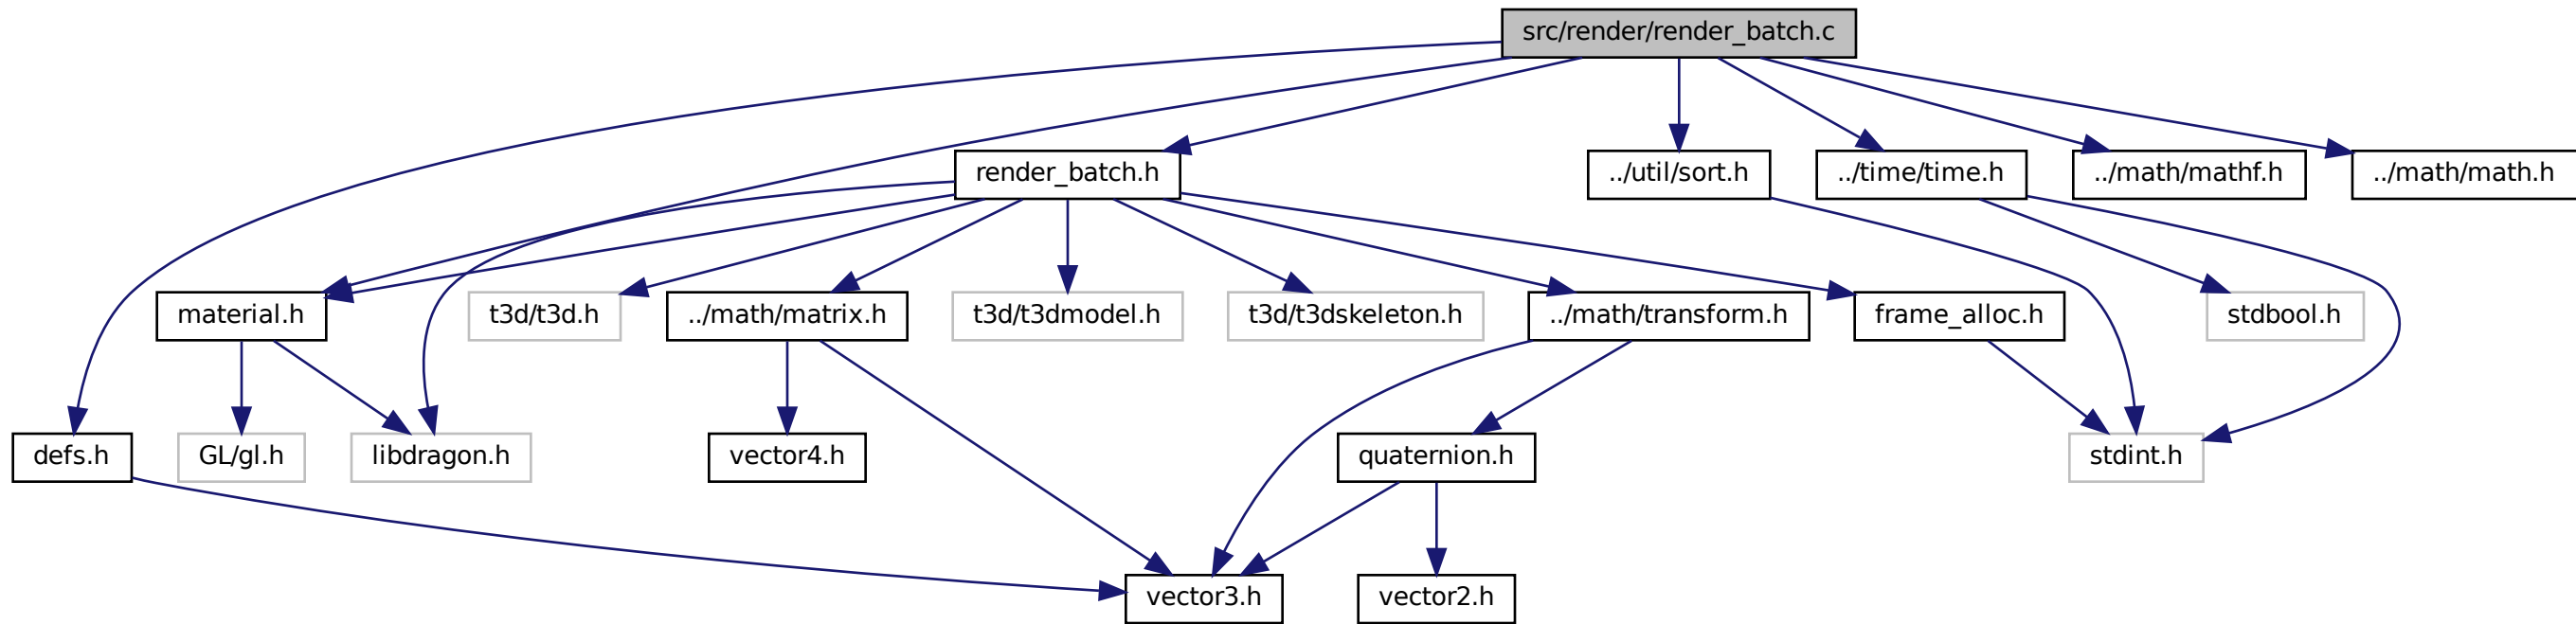 src/render/render_batch.c
render_batch.h
../util/sort.h
../time/time.h
../math/mathf.h
../math/math.h
material.h
t3d/t3d.h
../math/matrix.h
t3d/t3dmodel.h
t3d/t3dskeleton.h
../math/transform.h
frame_alloc.h
stdbool.h
defs.h
GL/gl.h
libdragon.h
vector4.h
quaternion.h
stdint.h
vector3.h
vector2.h